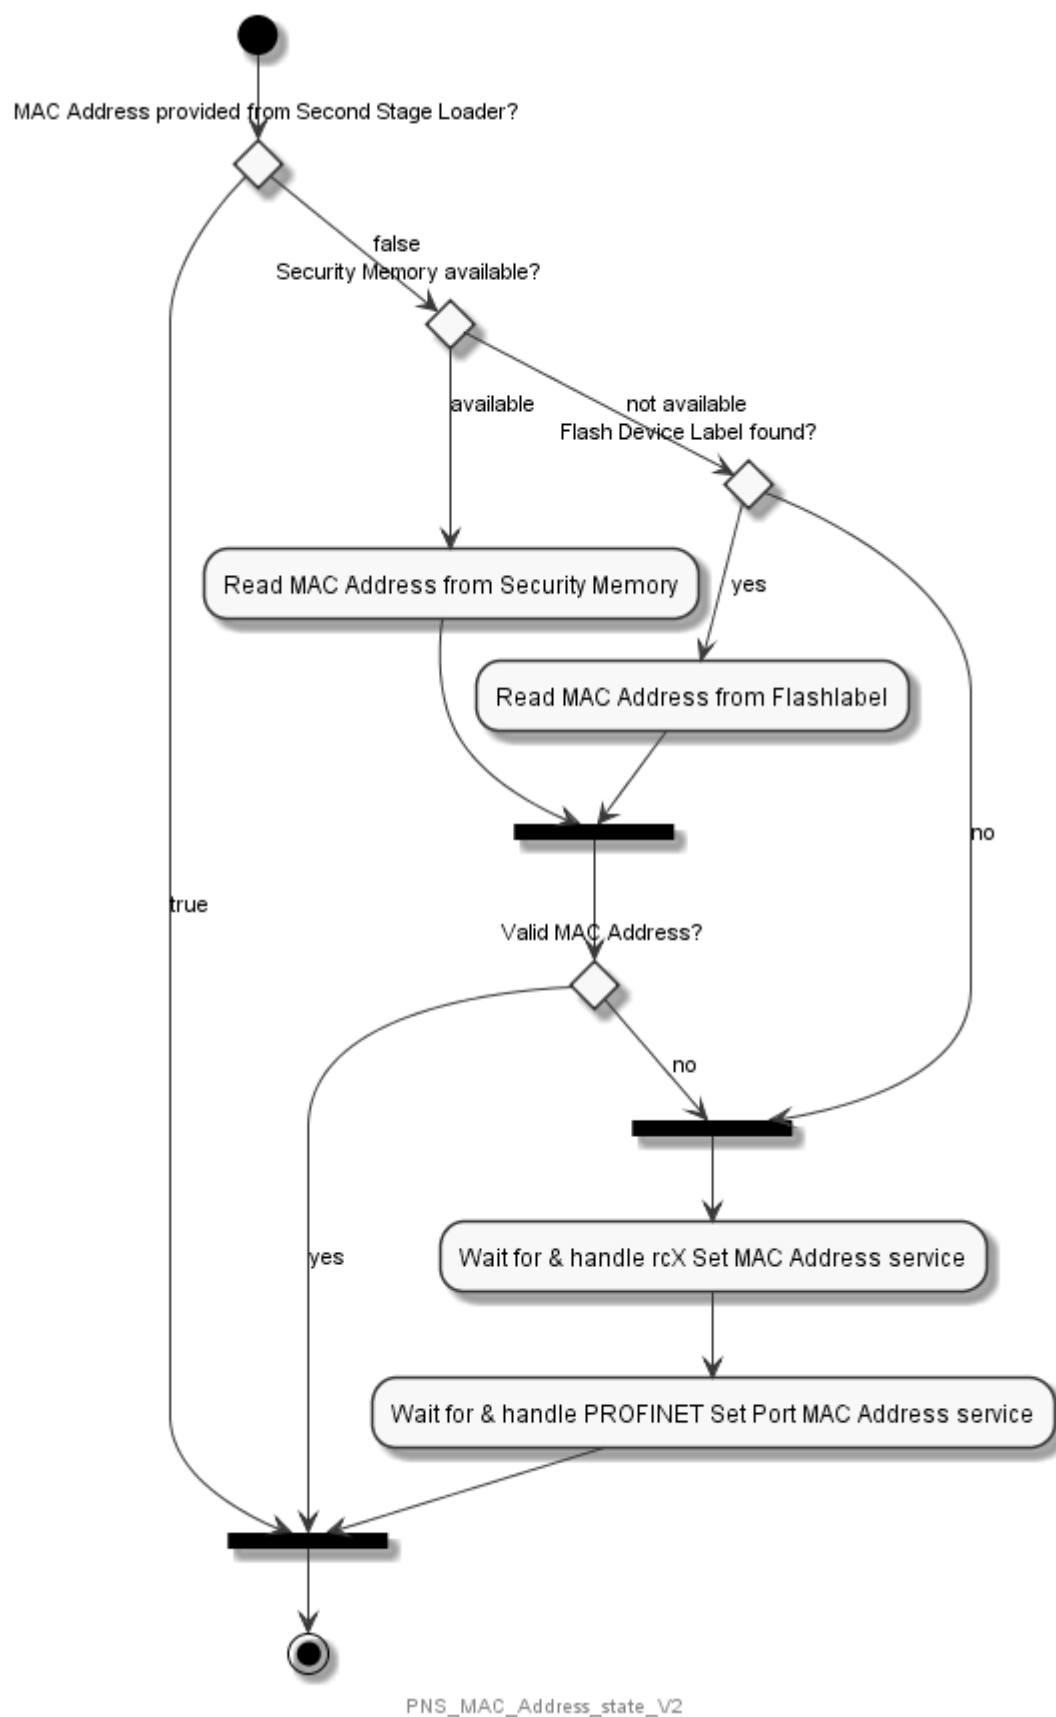 MAC Address provided from Second Stage Loader?
false
Security Memory available?
available
not available
Flash Device Label found?
Read MAC Address from Security Memory
yes
Read MAC Address from Flashlabel
no
true
Valid MAC Address?
no
yes
Wait for & handle rcX Set MAC Address service
Wait for & handle PROFINET Set Port MAC Address service
PNS_MAC_Address_state_V2